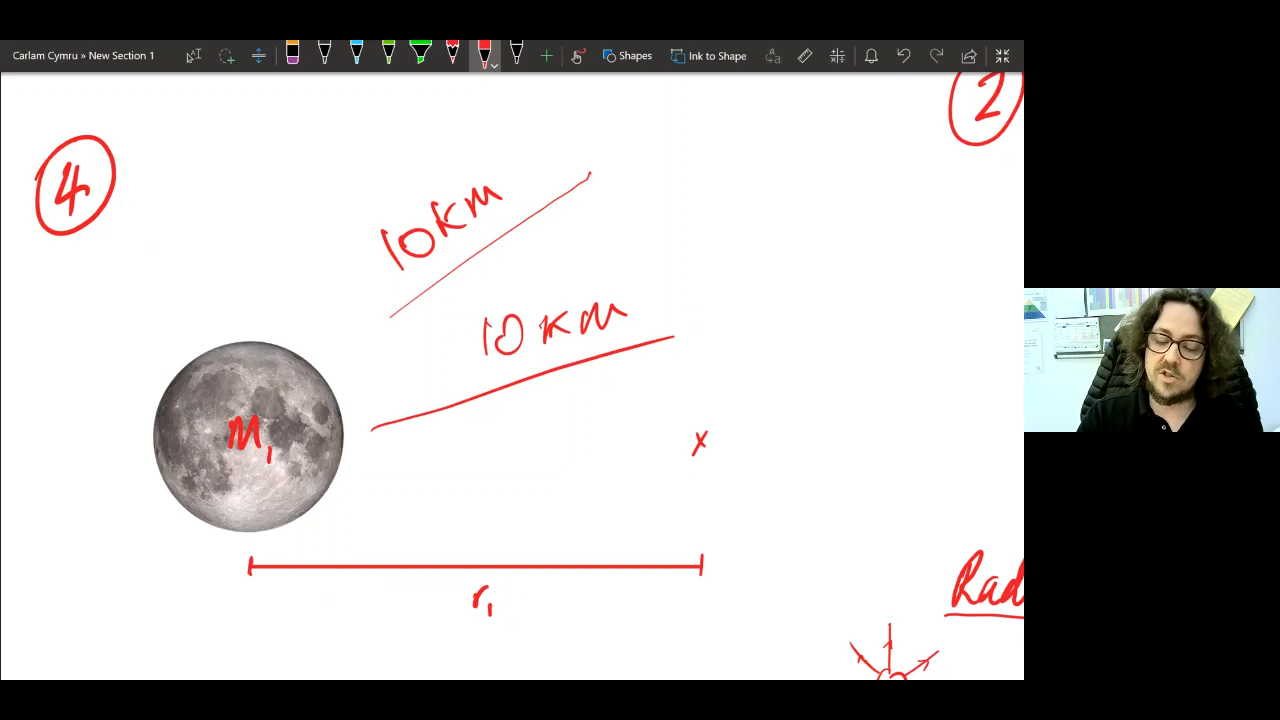 Carlam Cymru » New Section 1
Shapes
Ink to Shape
2
4
10km
10km
M1
x
r1
Rad